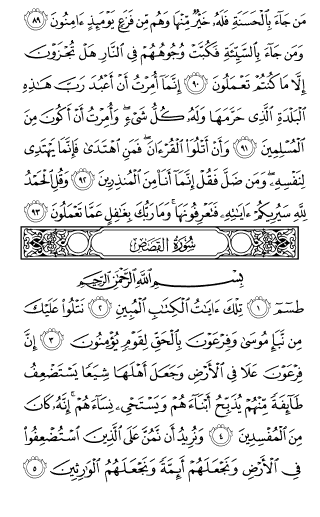 مَن جَآءَ بِٱلْحَسَنَةِ فَلَهُۥ خَيْرٌ مِّنْهَا وَهُم مِّن فَزَعٍ يَوْمَئِذٍ ءَامِنُونَ ٨٩
وَمَن جَآءَ بِٱلسَّيِّئَةِ فَكُبَّتْ وُجُوهُهُمْ فِى ٱلنَّارِ هَلْ تُجْزَوْنَ
إِلَّا مَا كُنتُمْ تَعْمَلُونَ ٩٠ إِنَّمَآ أُمِرْتُ أَنْ أَعْبُدَ رَبَّ هَـٰذِهِ
ٱلْبَلْدَةِ ٱلَّذِى حَرَّمَهَا وَلَهُۥ كُلُّ شَىْءٍ ۖ وَأُمِرْتُ أَنْ أَكُونَ مِنَ
ٱلْمُسْلِمِينَ ٩١ وَأَنْ أَتْلُوَا۟ ٱلْقُرْءَانَ ۖ فَمَنِ ٱهْتَدَىٰ فَإِنَّمَا يَهْتَدِى
لِنَفْسِهِۦ ۖ وَمَن ضَلَّ فَقُلْ إِنَّمَآ أَنَا۠ مِنَ ٱلْمُنذِرِينَ ٩٢ وَقُلِ ٱلْحَمْدُ
لِلَّهِ سَيُرِيكُمْ ءَايَـٰتِهِۦ فَتَعْرِفُونَهَا ۚ وَمَا رَبُّكَ بِغَـٰفِلٍ عَمَّا تَعْمَلُونَ ٩٣
سُورَةُ ٱلْقَصَصِ
بِسْمِ ٱللَّهِ ٱلرَّحْمَـٰنِ ٱلرَّحِيمِ
طسٓمٓ ١ تِلْكَ ءَايَـٰتُ ٱلْكِتَـٰبِ ٱلْمُبِينِ ٢ نَتْلُوا۟ عَلَيْكَ
مِن نَّبَإِ مُوسَىٰ وَفِرْعَوْنَ بِٱلْحَقِّ لِقَوْمٍ يُؤْمِنُونَ ٣ إِنَّ
فِرْعَوْنَ عَلَا فِى ٱلْأَرْضِ وَجَعَلَ أَهْلَهَا شِيَعًا يَسْتَضْعِفُ
طَآئِفَةً مِّنْهُمْ يُذَبِّحُ أَبْنَآءَهُمْ وَيَسْتَحْىِۦ نِسَآءَهُمْ ۚ إِنَّهُۥ كَانَ
مِنَ ٱلْمُفْسِدِينَ ٤ وَنُرِيدُ أَن نَّمُنَّ عَلَى ٱلَّذِينَ ٱسْتُضْعِفُوا۟
فِى ٱلْأَرْضِ وَنَجْعَلَهُمْ أَئِمَّةً وَنَجْعَلَهُمُ ٱلْوَٰرِثِينَ ٥